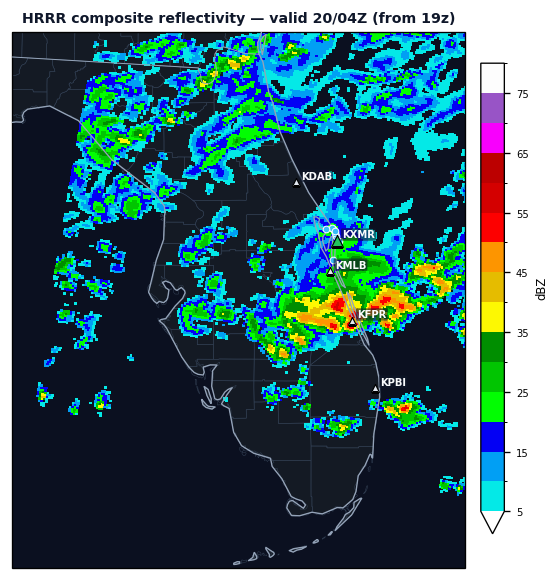 HRRR composite reflectivity — valid 20/04Z (from 19z)
KDAB
KXMR
KMLB
KFPR
KPBI
75
65
55
45
35
25
15
5
dBZ